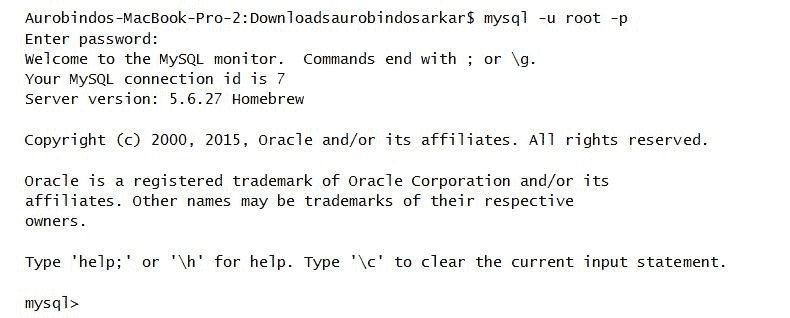 Aurobindos-MacBook-Pro-2:Downloadsaurobindosarkar$ mysql -u root -p
Enter password:
Welcome to the MySQL monitor.  Commands end with ; or \g.
Your MySQL connection id is 7
Server version: 5.6.27 Homebrew
Copyright (c) 2000, 2015, Oracle and/or its affiliates. All rights reserved.
Oracle is a registered trademark of Oracle Corporation and/or its
affiliates. Other names may be trademarks of their respective
owners.
Type 'help;' or '\h' for help. Type '\c' to clear the current input statement.
mysql>